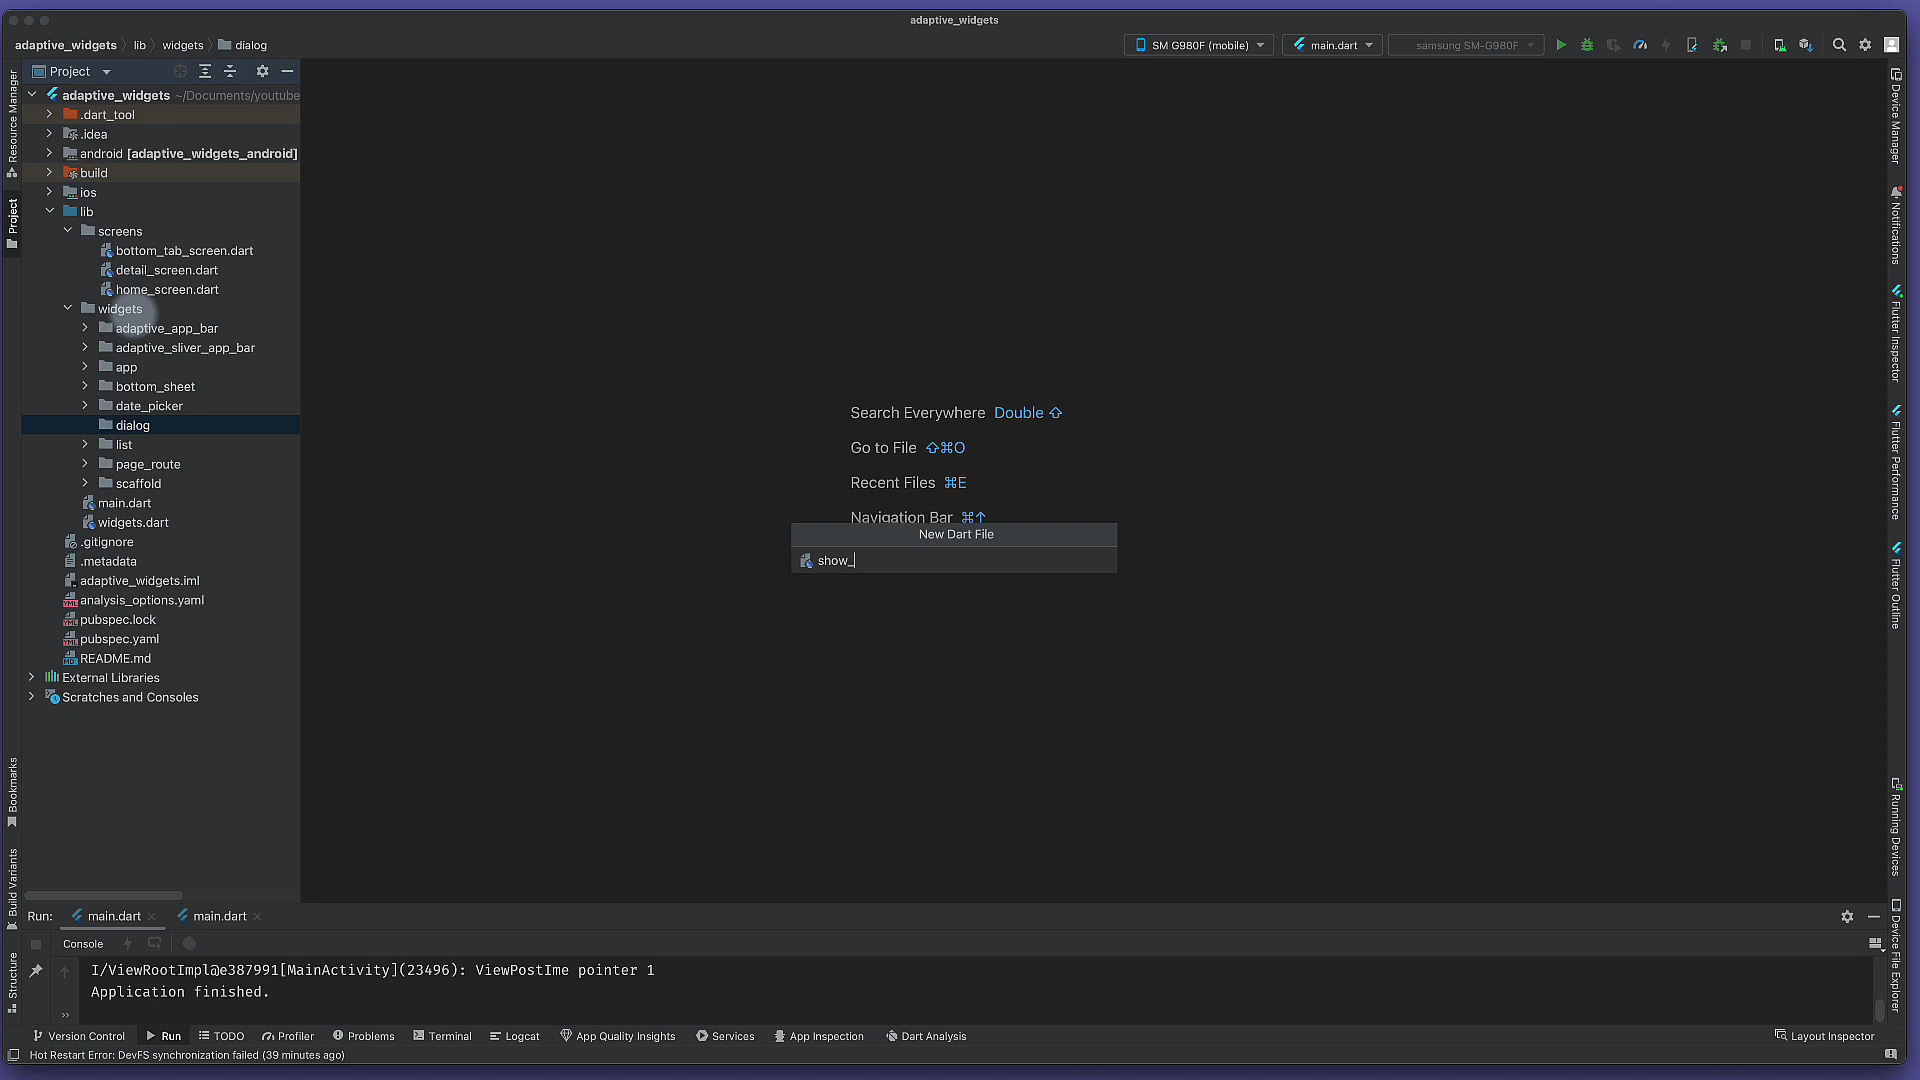 adaptive_widgets
adaptive_widgets lib widgets dialog
SM G980F (mobile) main.dart samsung SM-G980F
Project
adaptive_widgets ~/Documents/youtube
.dart_tool
.idea
android [adaptive_widgets_android]
build
ios
lib
screens
bottom_tab_screen.dart
detail_screen.dart
home_screen.dart
widgets
adaptive_app_bar
adaptive_sliver_app_bar
app
bottom_sheet
date_picker
dialog
list
page_route
scaffold
main.dart
widgets.dart
.gitignore
.metadata
adaptive_widgets.iml
analysis_options.yaml
pubspec.lock
pubspec.yaml
README.md
External Libraries
Scratches and Consoles
Resource Manager
Project
Bookmarks
Build Variants
Structure
Search Everywhere Double ⇧
Go to File ⇧⌘O
Recent Files ⌘E
Navigation Bar ⌘↑
New Dart File
show_
Device Manager
Notifications
Flutter Inspector
Flutter Performance
Flutter Outline
Running Devices
Device File Explorer
Run: main.dart main.dart
Console
I/ViewRootImpl@e387991[MainActivity](23496): ViewPostIme pointer 1
Application finished.
Version Control Run TODO Profiler Problems Terminal Logcat App Quality Insights Services App Inspection Dart Analysis Layout Inspector
Hot Restart Error: DevFS synchronization failed (39 minutes ago)